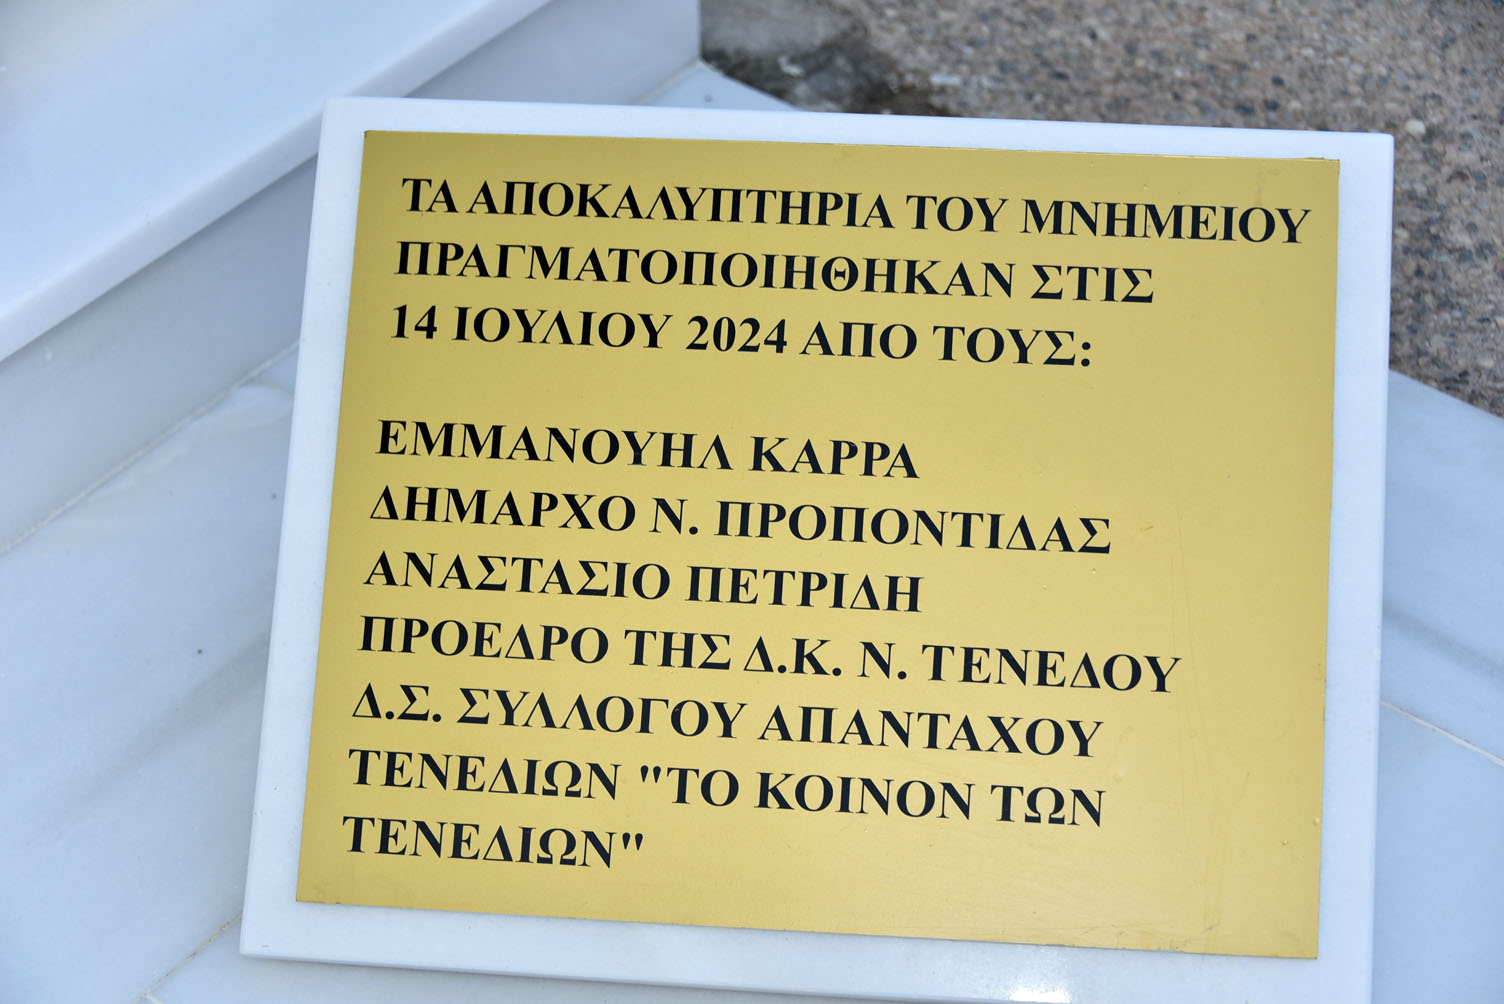 ΤΑ ΑΠΟΚΑΛΥΠΤΗΡΙΑ ΤΟΥ ΜΝΗΜΕΙΟΥ
ΠΡΑΓΜΑΤΟΠΟΙΗΘΗΚΑΝ ΣΤΙΣ
14 ΙΟΥΛΙΟΥ 2024 ΑΠΟ ΤΟΥΣ:
ΕΜΜΑΝΟΥΗΛ ΚΑΡΡΑ
ΔΗΜΑΡΧΟ Ν. ΠΡΟΠΟΝΤΙΔΑΣ
ΑΝΑΣΤΑΣΙΟ ΠΕΤΡΙΔΗ
ΠΡΟΕΔΡΟ ΤΗΣ Δ.Κ. Ν. ΤΕΝΕΔΟΥ
Δ.Σ. ΣΥΛΛΟΓΟΥ ΑΠΑΝΤΑΧΟΥ
ΤΕΝΕΔΙΩΝ "ΤΟ ΚΟΙΝΟΝ ΤΩΝ
ΤΕΝΕΔΙΩΝ"